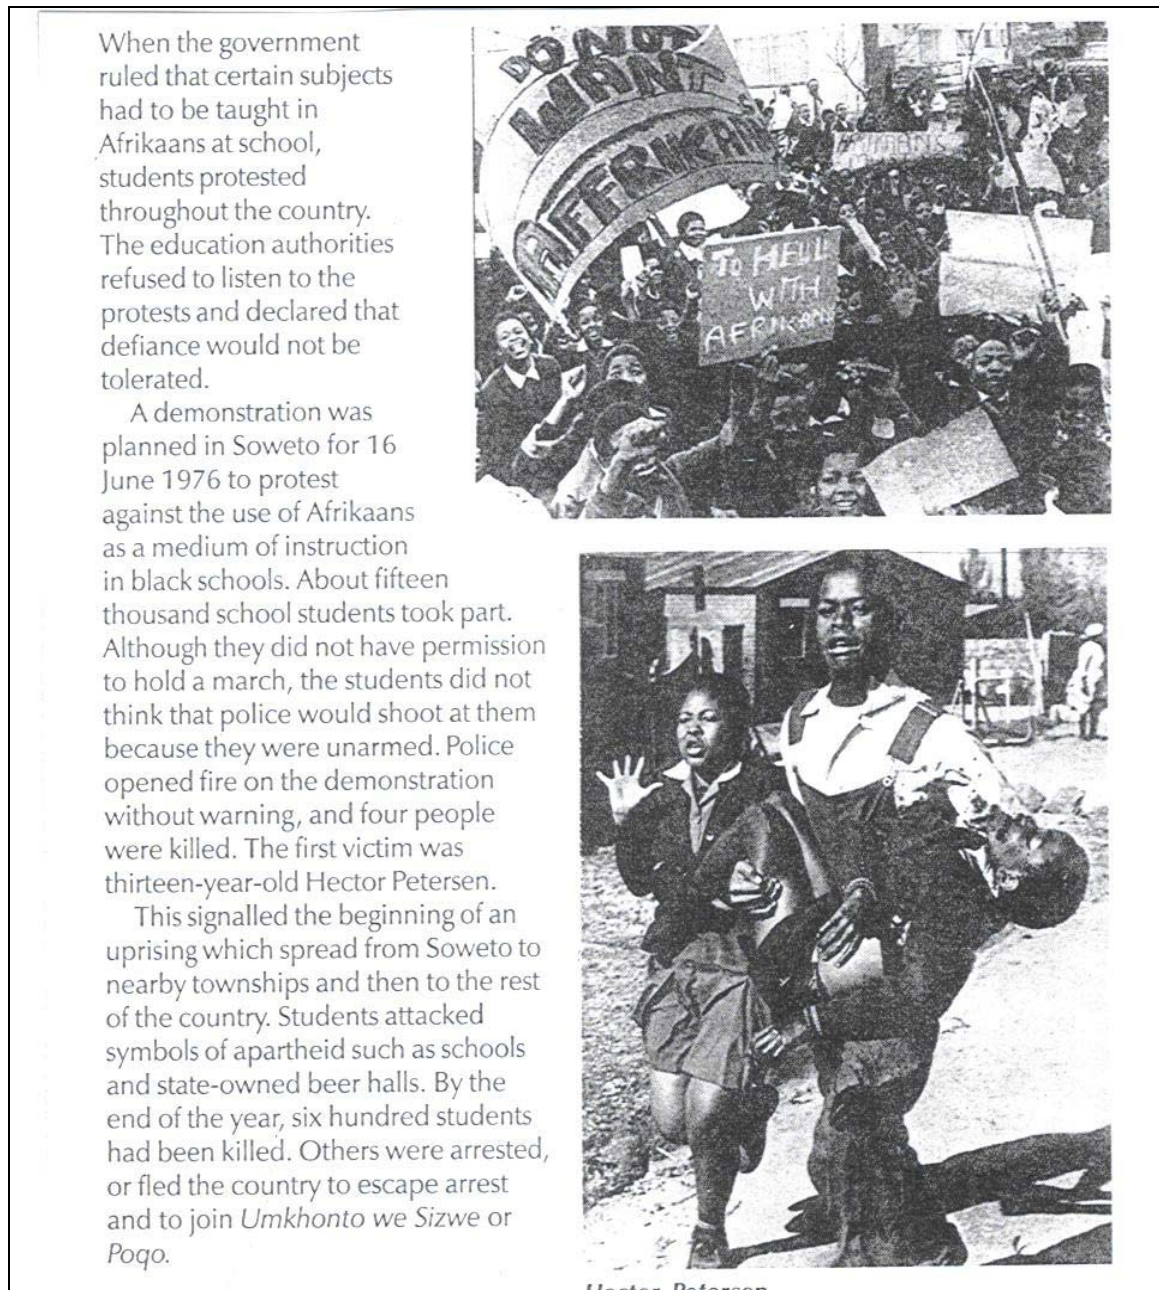 When the government
ruled that certain subjects
had to be taught in
Afrikaans at school,
students protested
throughout the country.
The education authorities
refused to listen to the
protests and declared that
defiance would not be
tolerated.
A demonstration was
planned in Soweto for 16
June 1976 to protest
against the use of Afrikaans
as a medium of instruction
in black schools. About fifteen
thousand school students took part.
Although they did not have permission
to hold a march, the students did not
think that police would shoot at them
because they were unarmed. Police
opened fire on the demonstration
without warning, and four people
were killed. The first victim was
thirteen-year-old Hector Petersen.
This signalled the beginning of an
uprising which spread from Soweto to
nearby townships and then to the rest
of the country. Students attacked
symbols of apartheid such as schools
and state-owned beer halls. By the
end of the year, six hundred students
had been killed. Others were arrested,
or fled the country to escape arrest
and to join Umkhonto we Sizwe or
Poqo.
DO NOT
WANT
AFFRIKAANS
TO HELL
WITH
AFRIKAANS
Hector Petersen